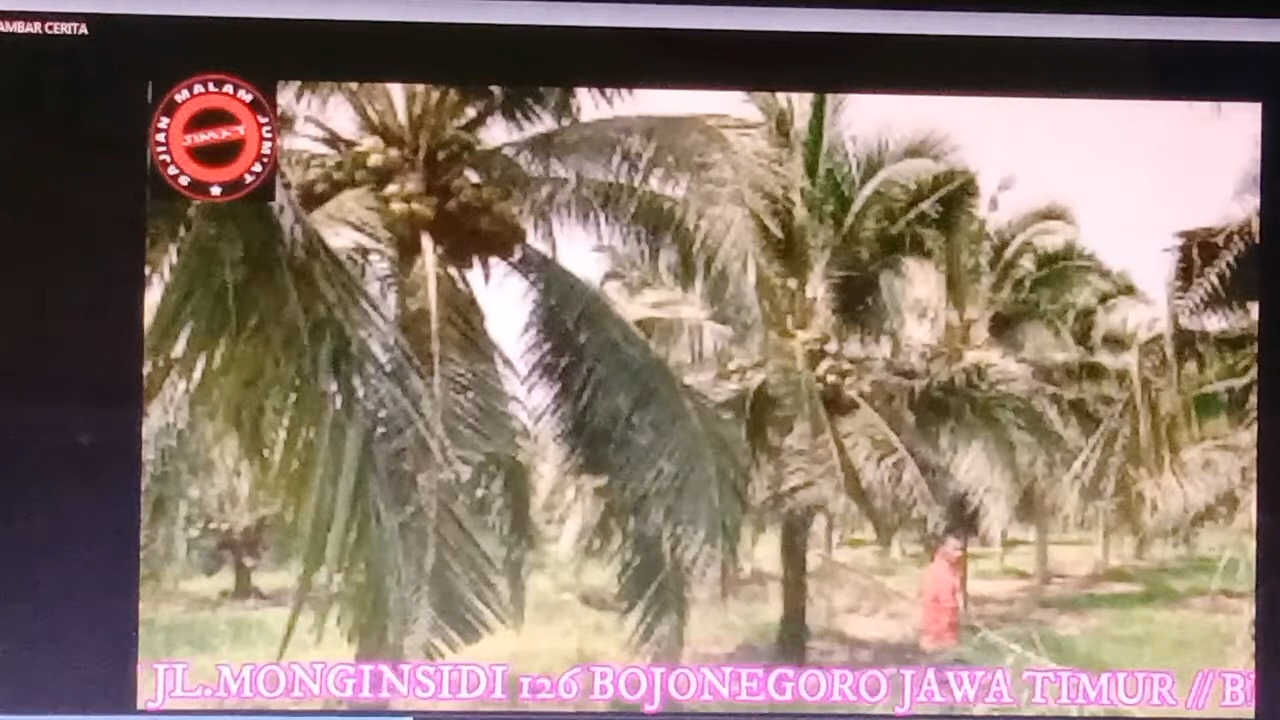 AMBAR CERITA
SAJIAN MALAM JUM'AT
JL.MONGINSIDI 126 BOJONEGORO JAWA TIMUR // B